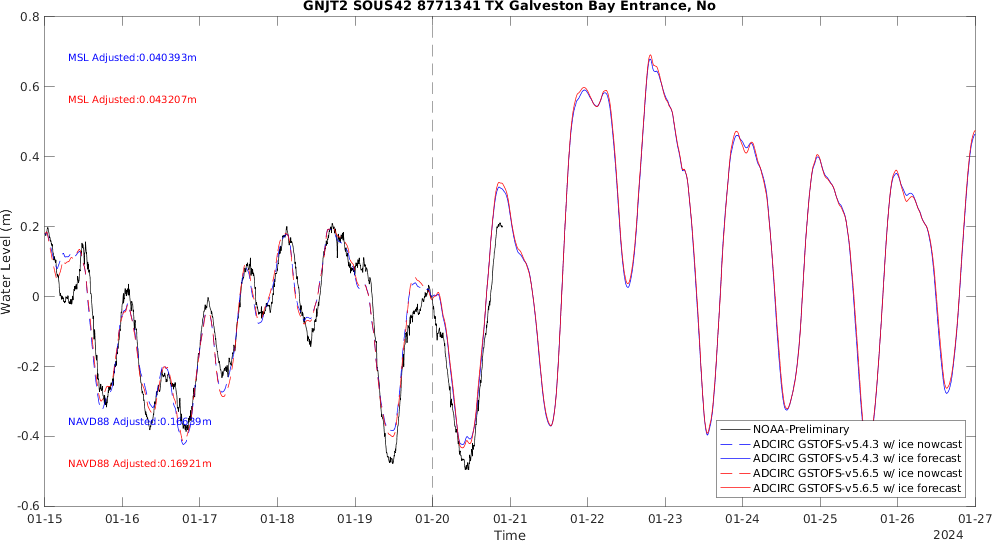 GNJT2 SOUS42 8771341 TX Galveston Bay Entrance, No
0.8
0.6
0.4
0.2
0
-0.2
-0.4
-0.6
Water Level (m)
MSL Adjusted:0.040393m
MSL Adjusted:0.043207m
NAVD88 Adjusted:0.16639m
NAVD88 Adjusted:0.16921m
NOAA-Preliminary
ADCIRC GSTOFS-v5.4.3 w/ ice nowcast
ADCIRC GSTOFS-v5.4.3 w/ ice forecast
ADCIRC GSTOFS-v5.6.5 w/ ice nowcast
ADCIRC GSTOFS-v5.6.5 w/ ice forecast
01-15 01-16 01-17 01-18 01-19 01-20 01-21 01-22 01-23 01-24 01-25 01-26 01-27
Time
2024